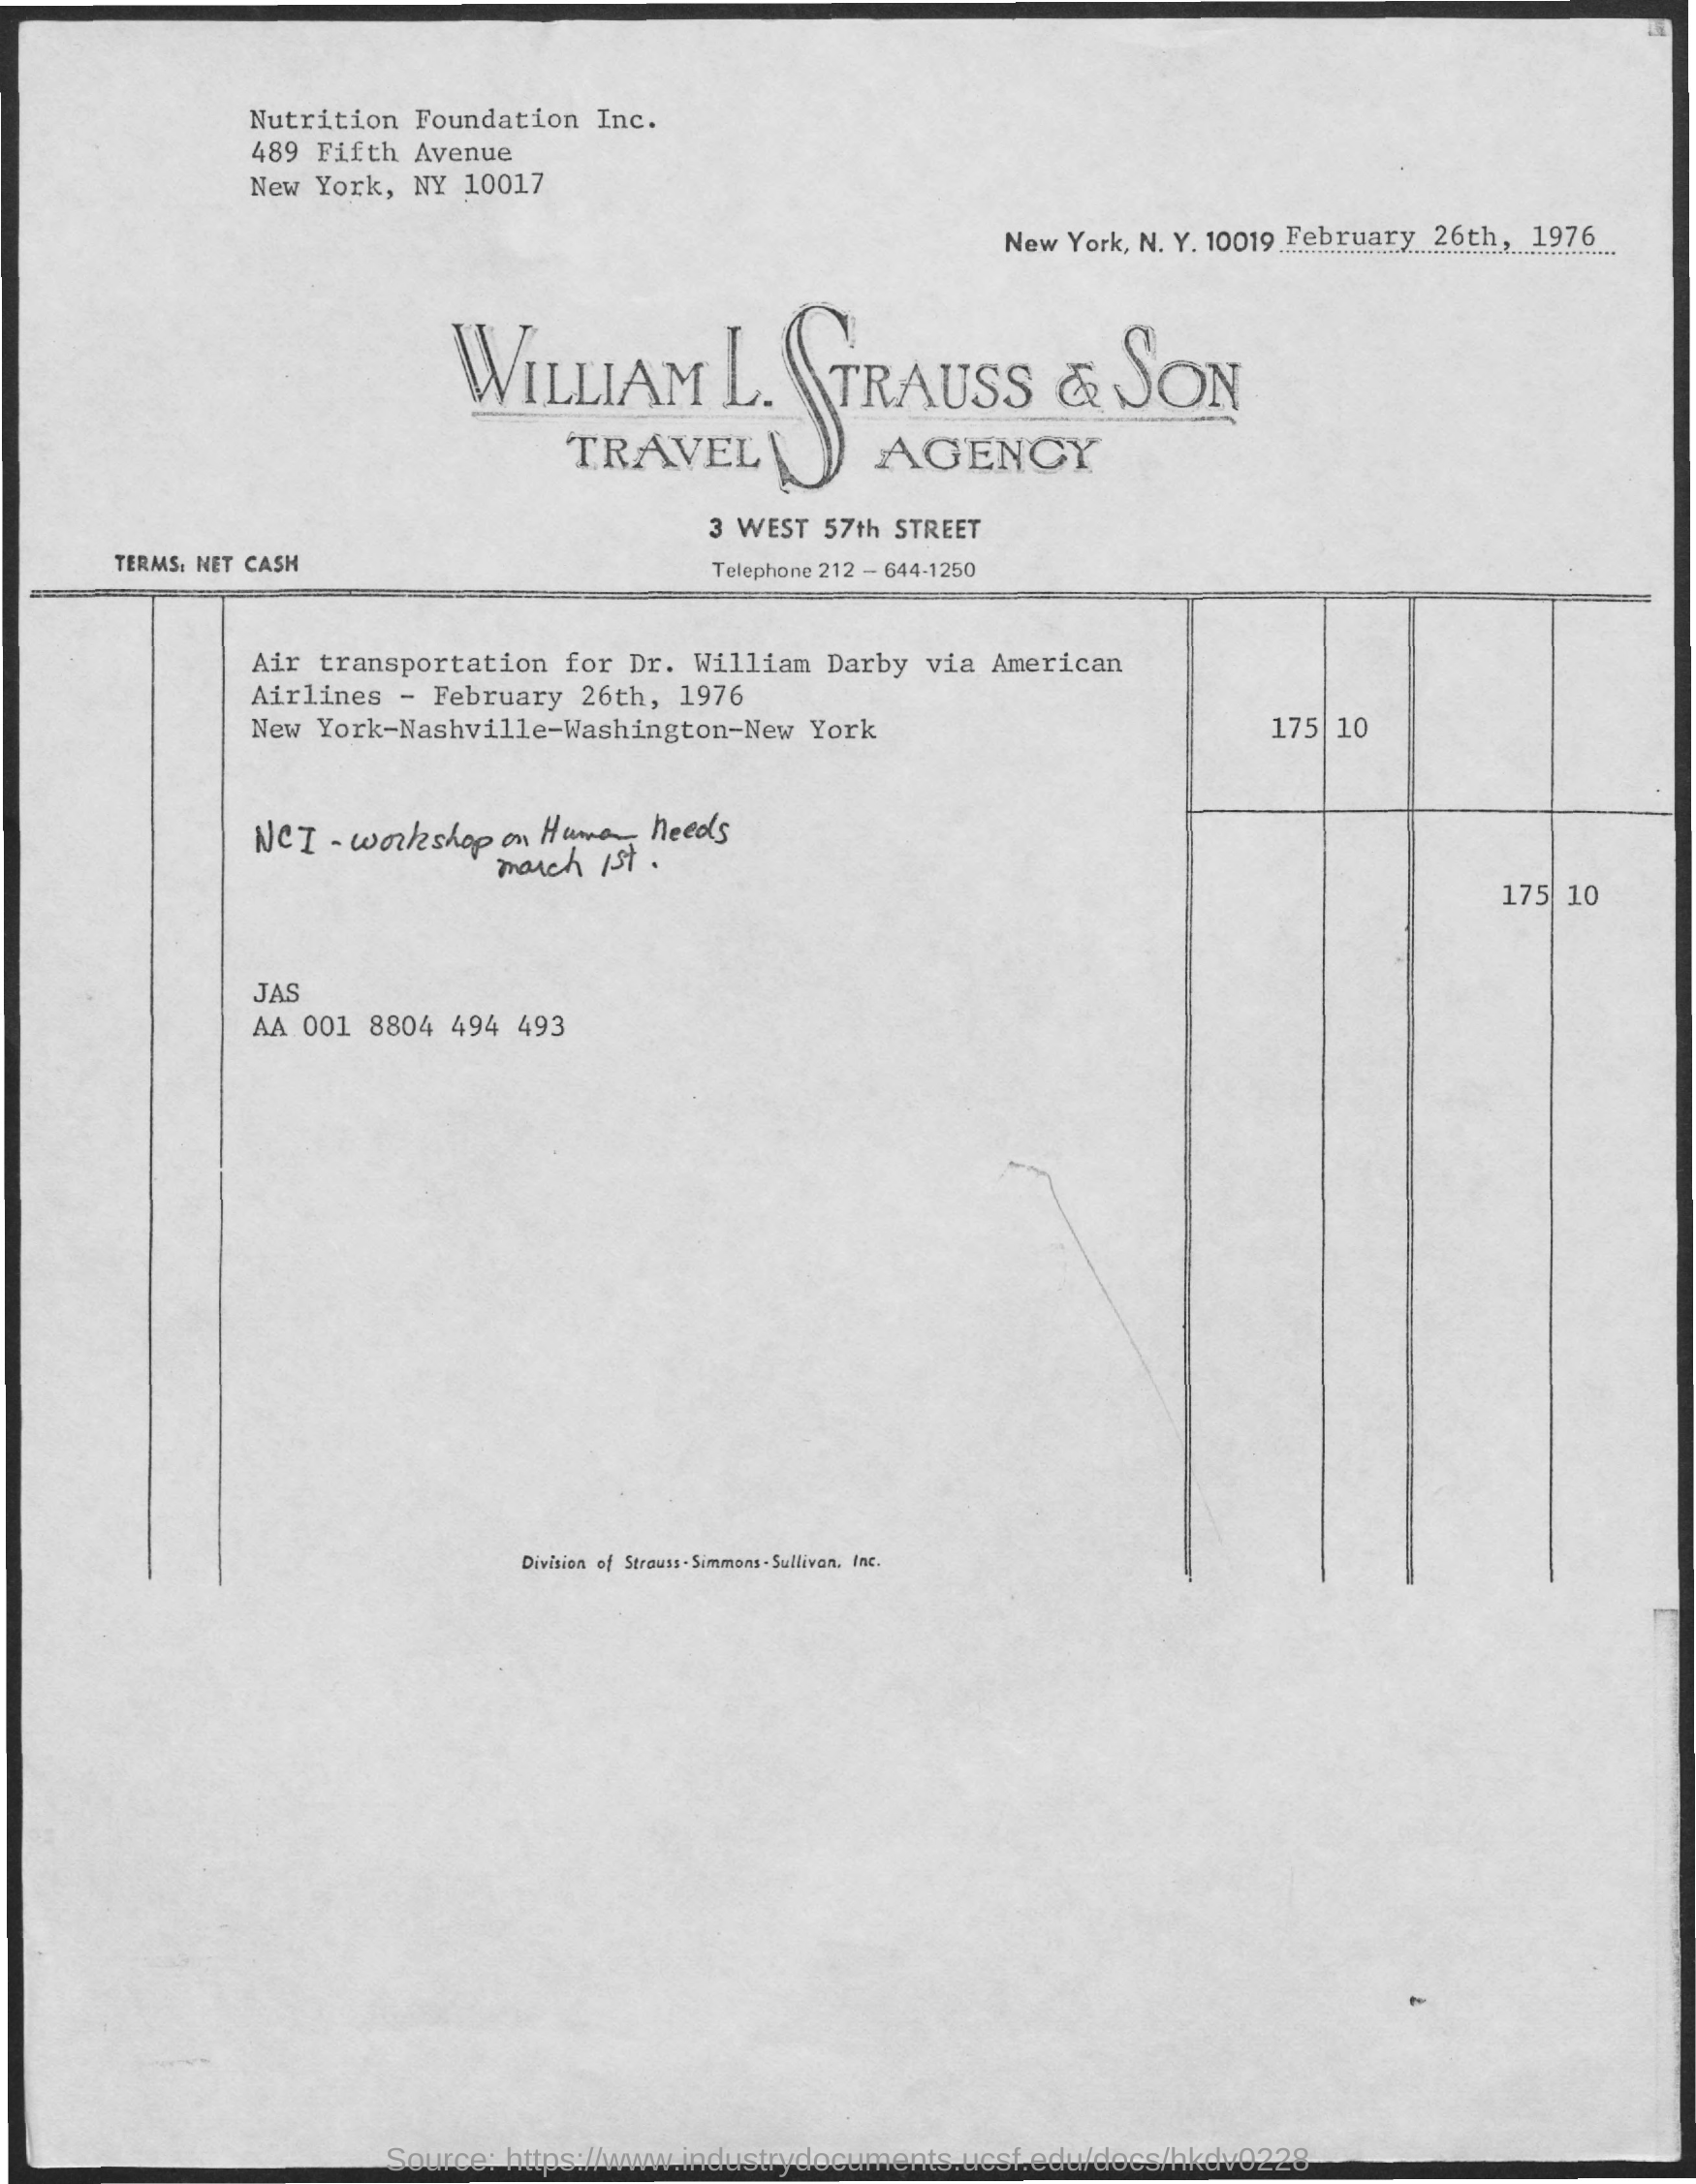 Nutrition Foundation Inc.
489 Fifth Avenue
New York, NY 10017
New York, N. Y. 10019 February 26th, 1976
WILLIAM L. STRAUSS & SON
TRAVEL AGENCY
3 WEST 57th STREET
TERMS: NET CASH
Telephone 212 – 644-1250
Air transportation for Dr. William Darby via American
Airlines - February 26th, 1976
New York-Nashville-Washington-New York 175 10
NCI - workshop on Human Needs
march 1st.
175 10
JAS
AA 001 8804 494 493
Division of Strauss-Simmons-Sullivan, Inc.
Source: https://www.industrydocuments.ucsf.edu/docs/hkdv0228